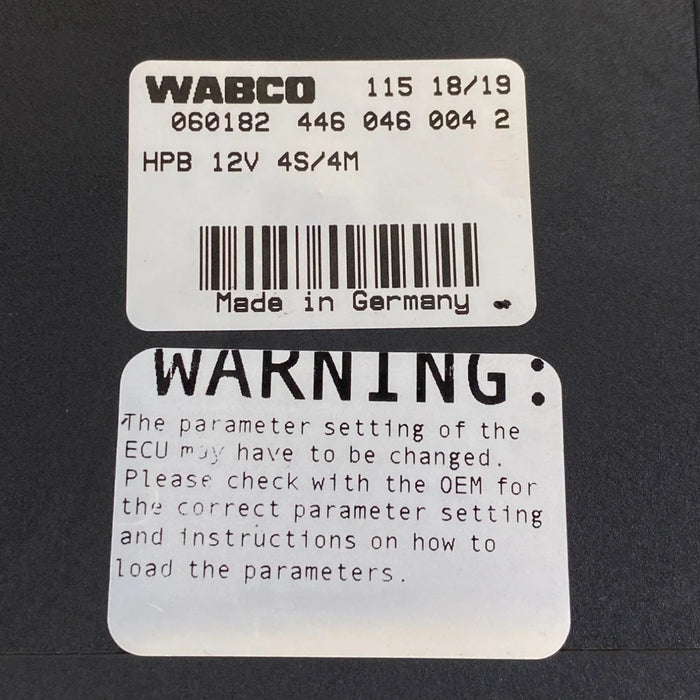 WABCO 115 18/19
060182 446 046 004 2
HPB 12V 4S/4M
Made in Germany
WARNING:
The parameter setting of the
ECU may have to be changed.
Please check with the OEM for
the correct parameter setting
and instructions on how to
load the parameters.